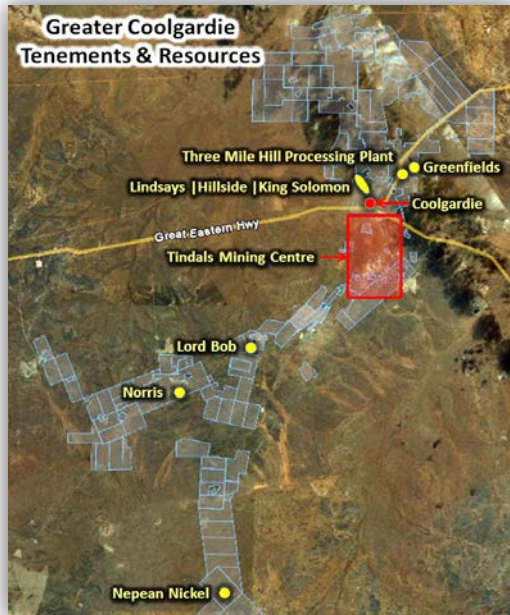 Greater Coolgardie
Tenements & Resources
Three Mile Hill Processing Plant
Greenfields
Lindsays |Hillside |King Solomon
Coolgardie
Great Eastern Hwy
Tindals Mining Centre
Lord Bob
Norris
Nepean Nickel